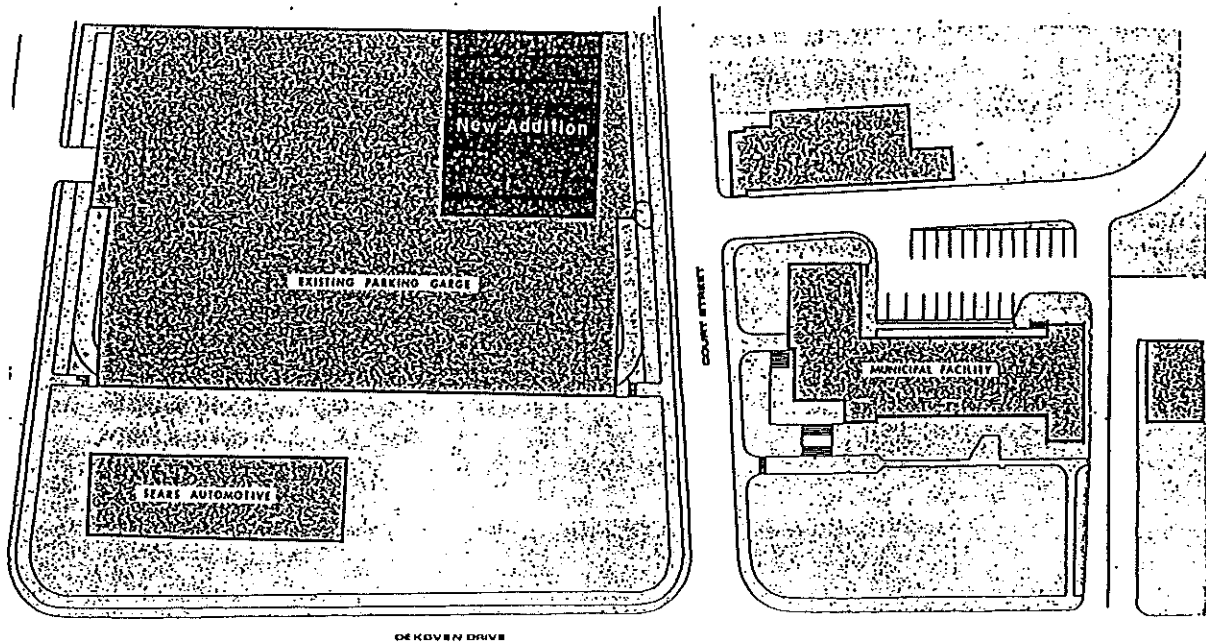 New Addition
EXISTING PARKING GARGE
COURT STREET
MUNICIPAL FACILITY
SEARS AUTOMOTIVE
DEKOVEN DRIVE